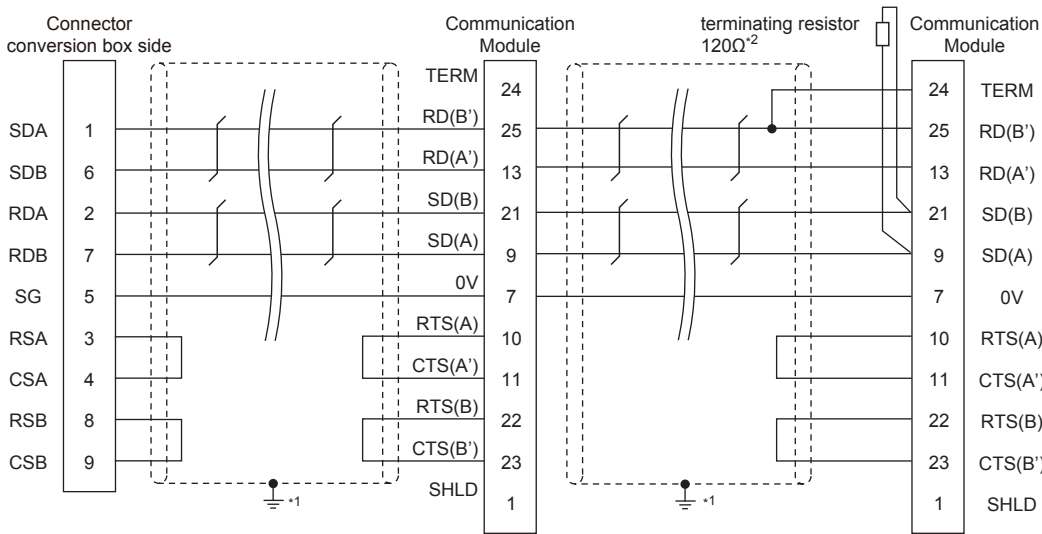 Connector
conversion box side
Communication
Module
terminating resistor
120Ω*2
Communication
Module
TERM 24 24 TERM
SDA 1 RD(B') 25 25 RD(B')
SDB 6 RD(A') 13 13 RD(A')
RDA 2 SD(B) 21 21 SD(B)
RDB 7 SD(A) 9 9 SD(A)
SG 5 0V 7 7 0V
RSA 3 RTS(A) 10 10 RTS(A)
CSA 4 CTS(A') 11 11 CTS(A')
RSB 8 RTS(B) 22 22 RTS(B)
CSB 9 CTS(B') 23 23 CTS(B')
SHLD 1 1 SHLD
*1 *1